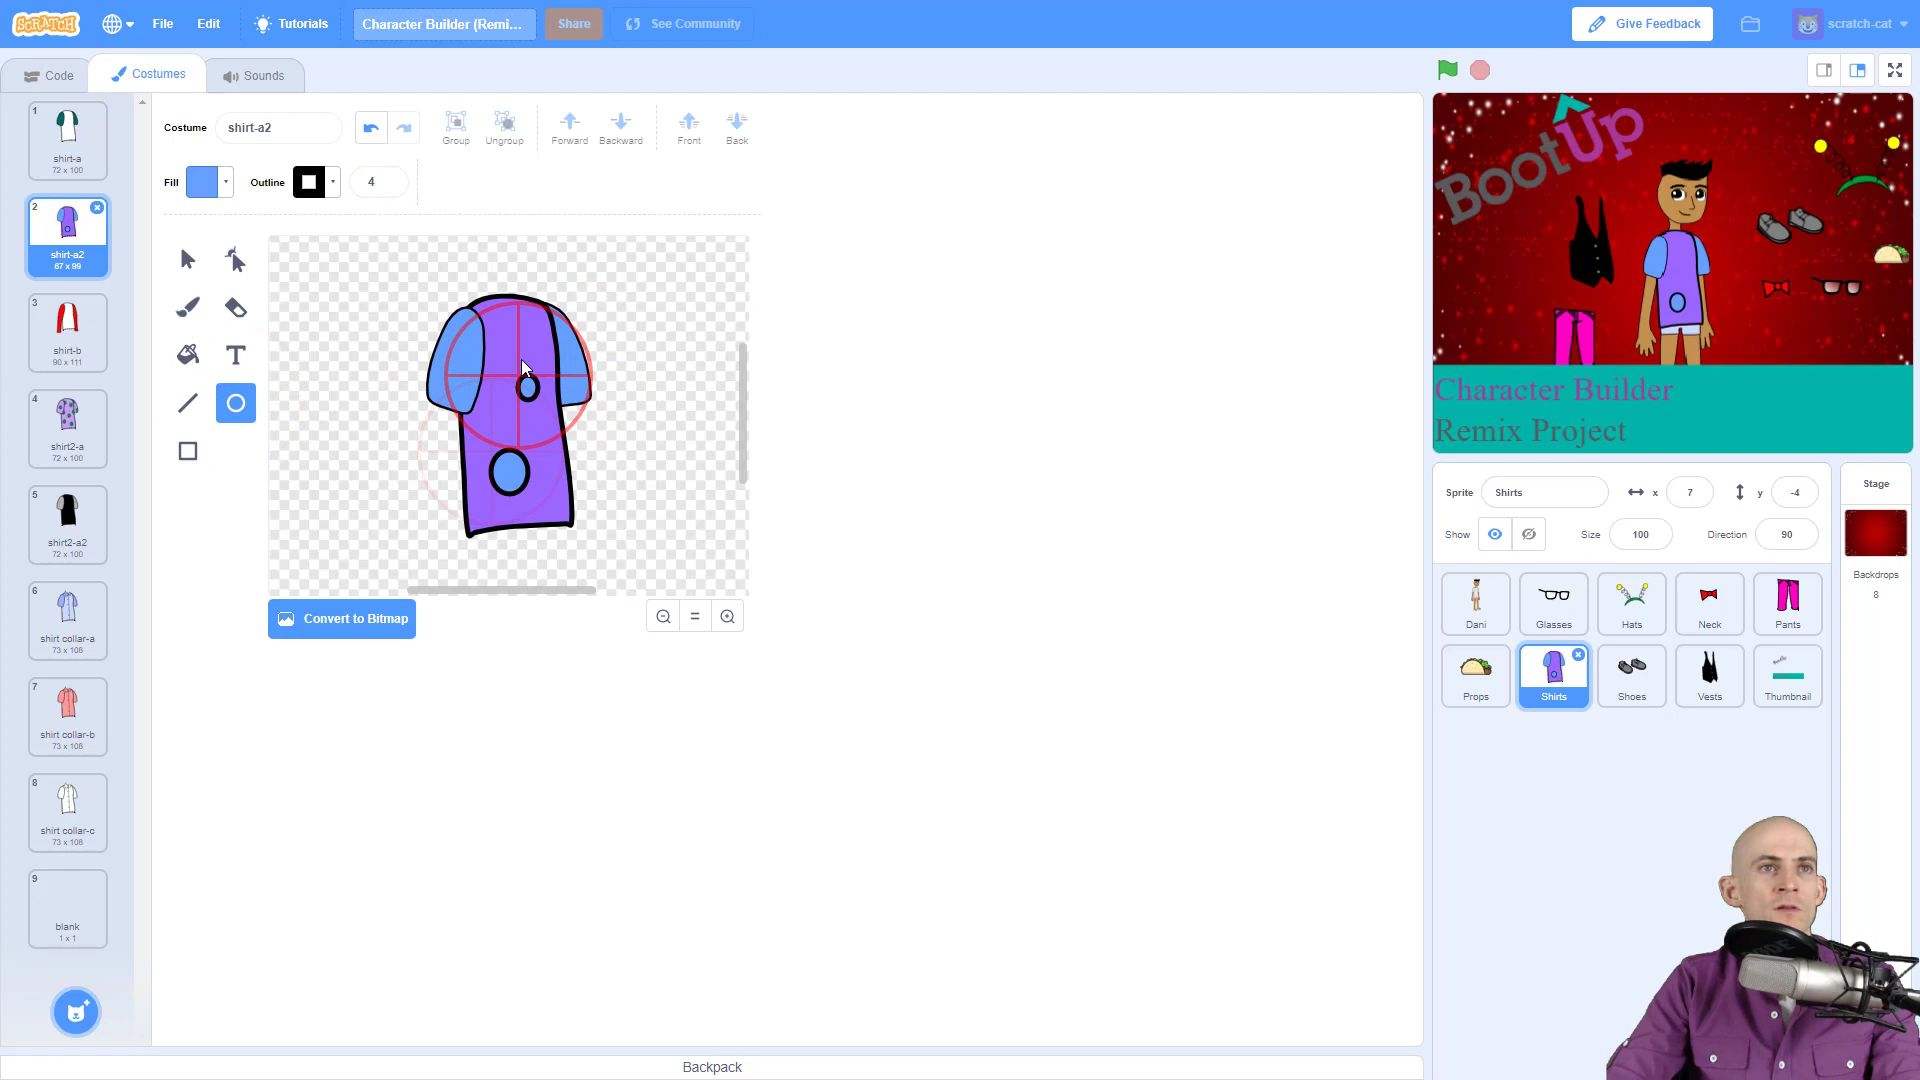 SCRATCH File Edit Tutorials Character Builder (Remi... Share See Community Give Feedback scratch-cat
Code Costumes Sounds
1
shirt-a
72 x 100
2
shirt-a2
67 x 99
3
shirt-b
90 x 111
4
shirt2-a
72 x 100
5
shirt2-a2
72 x 100
6
shirt collar-a
73 x 108
7
shirt collar-b
73 x 108
8
shirt collar-c
73 x 108
9
blank
1 x 1
Costume shirt-a2 Group Ungroup Forward Backward Front Back
Fill Outline 4
T
Convert to Bitmap
Backpack
BootUp
Character Builder
Remix Project
Sprite Shirts x 7 y -4
Show Size 100 Direction 90
Dani Glasses Hats Neck Pants
Props Shirts Shoes Vests Thumbnail
Stage
Backdrops
8